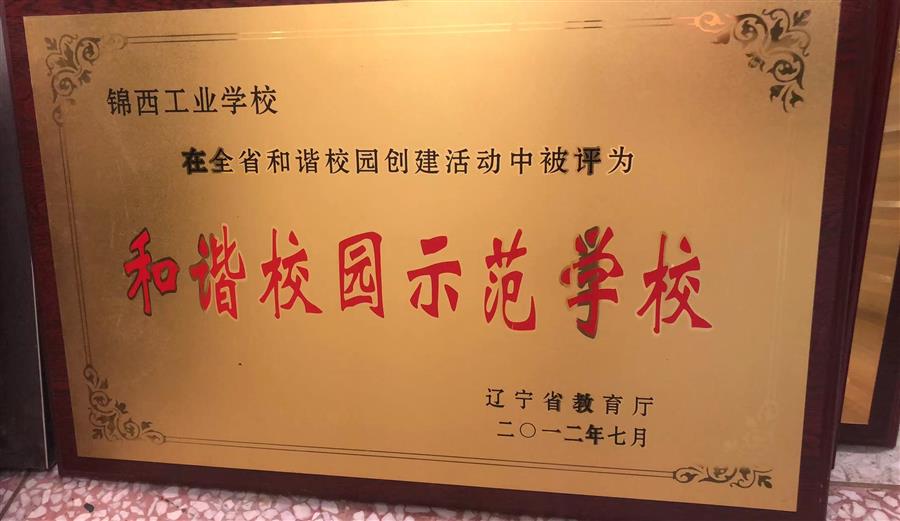 锦西工业学校
在全省和谐校园创建活动中被评为
和谐校园示范学校
辽宁省教育厅
二〇一二年七月